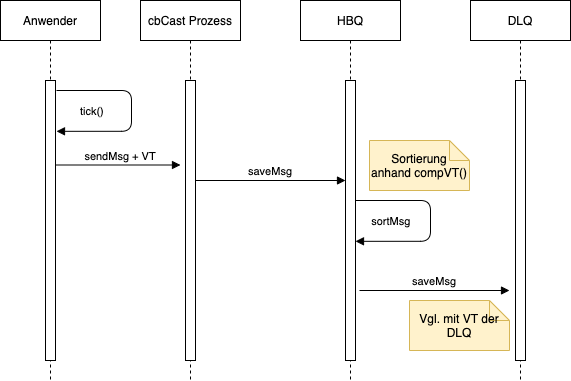 Anwender
cbCast Prozess
HBQ
DLQ
tick()
sendMsg + VT
saveMsg
Sortierung
anhand compVT()
sortMsg
saveMsg
Vgl. mit VT der
DLQ